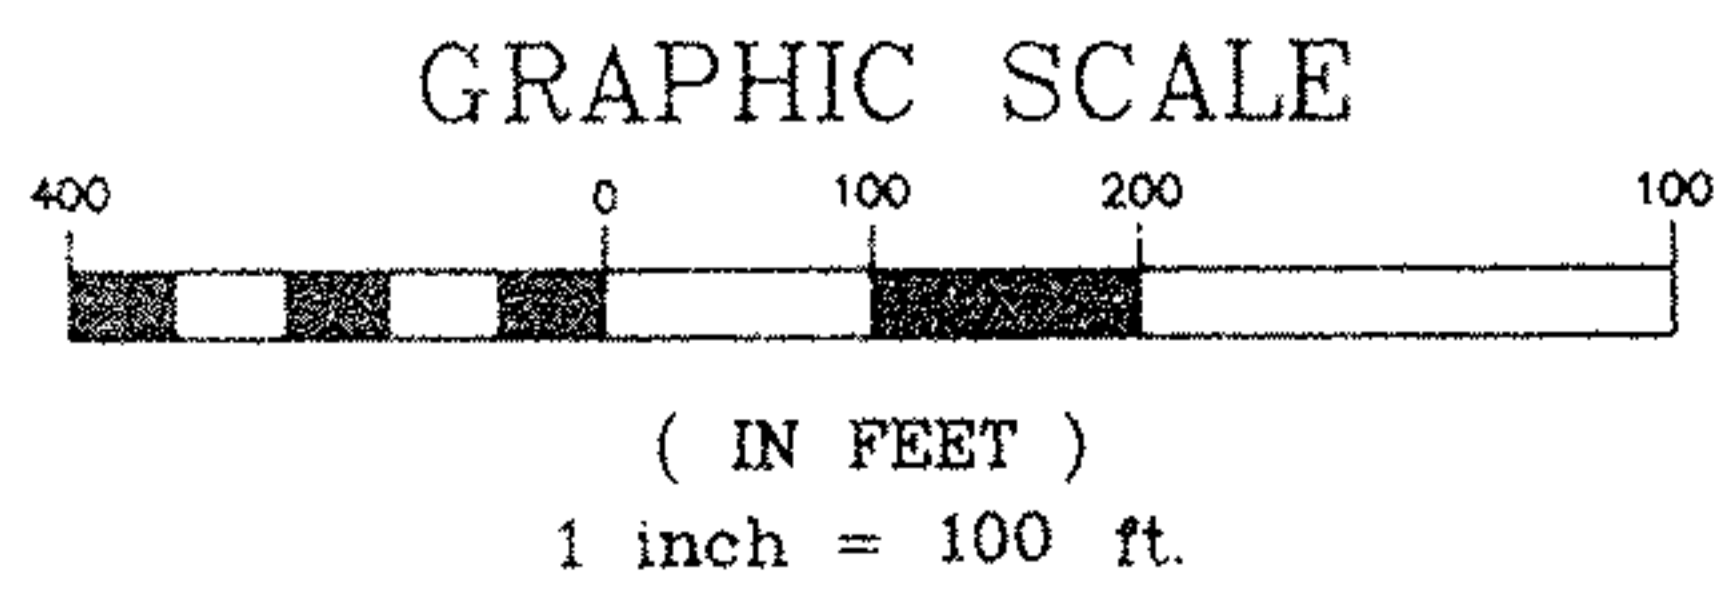 GRAPHIC SCALE
400 0 100 200 100
( IN FEET )
1 inch = 100 ft.